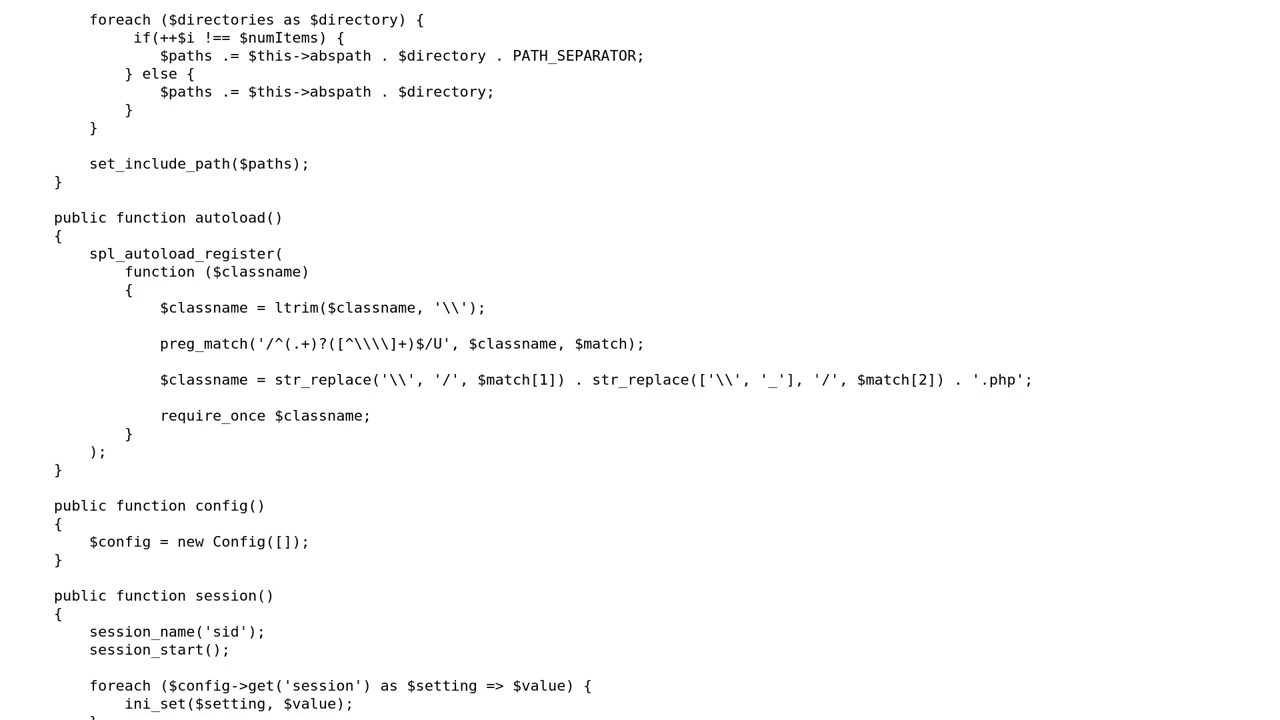 foreach ($directories as $directory) {
if(++$i !== $numItems) {
$paths .= $this->abspath . $directory . PATH_SEPARATOR;
} else {
$paths .= $this->abspath . $directory;
}
}
set_include_path($paths);
}
public function autoload()
{
spl_autoload_register(
function ($classname)
{
$classname = ltrim($classname, '\\');
preg_match('/^(.+)?([^\\\\]+)$/U', $classname, $match);
$classname = str_replace('\\', '/', $match[1]) . str_replace(['\\', '_'], '/', $match[2]) . '.php';
require_once $classname;
}
);
}
public function config()
{
$config = new Config([]);
}
public function session()
{
session_name('sid');
session_start();
foreach ($config->get('session') as $setting => $value) {
ini_set($setting, $value);